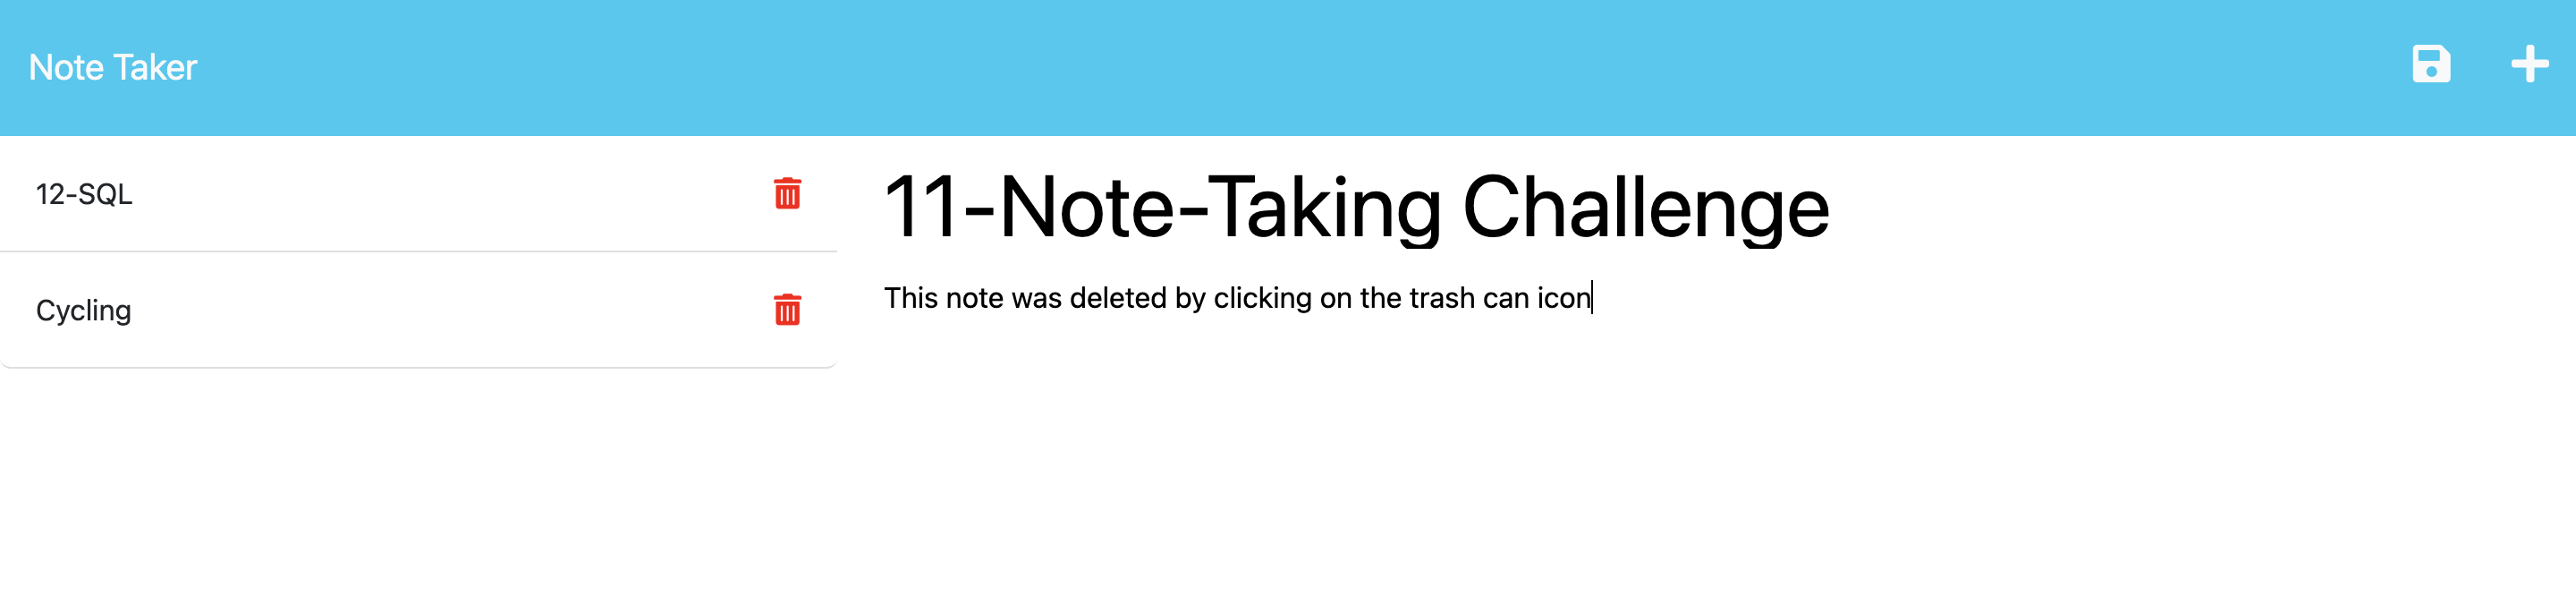 Note Taker
12-SQL
Cycling
11-Note-Taking Challenge
This note was deleted by clicking on the trash can icon